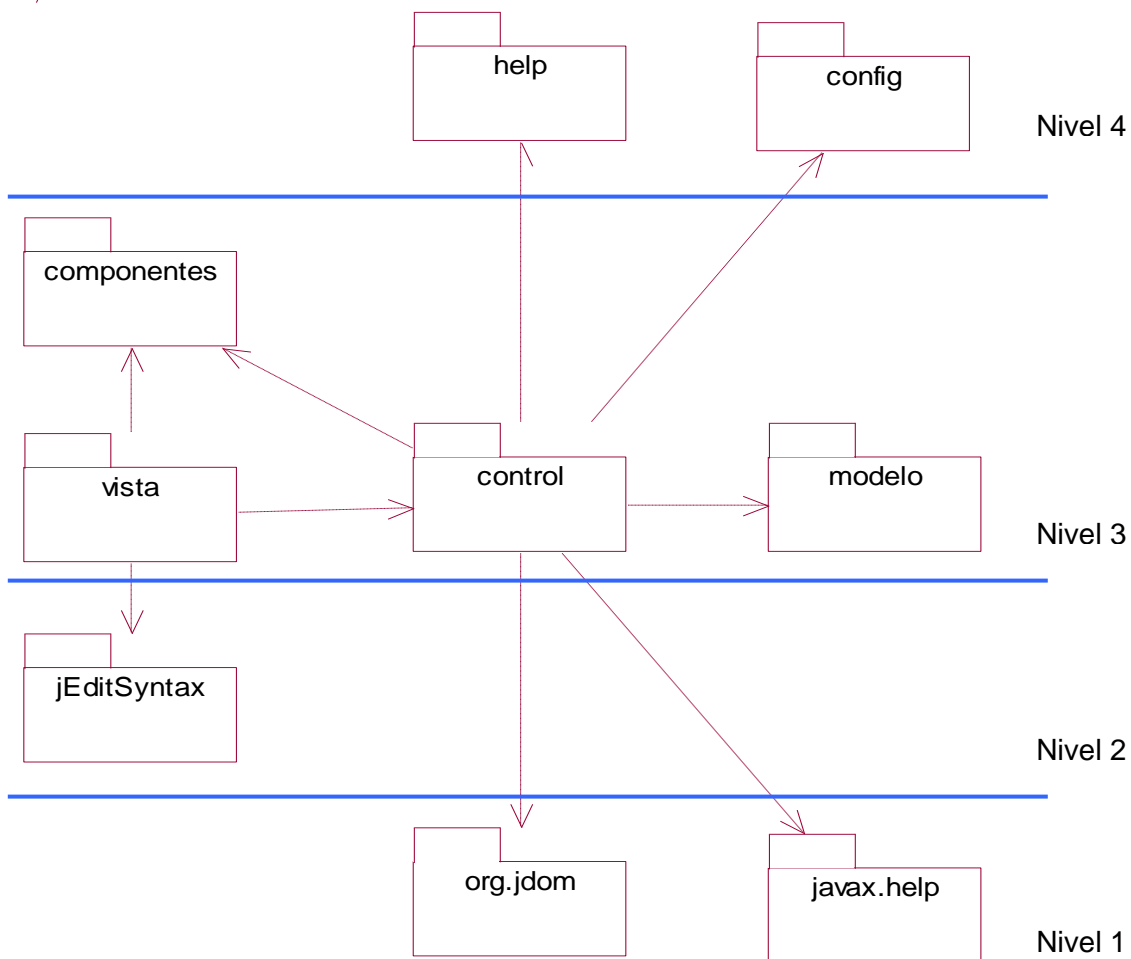 help
config
Nivel 4
componentes
vista
control
modelo
Nivel 3
jEditSyntax
Nivel 2
org.jdom
javax.help
Nivel 1